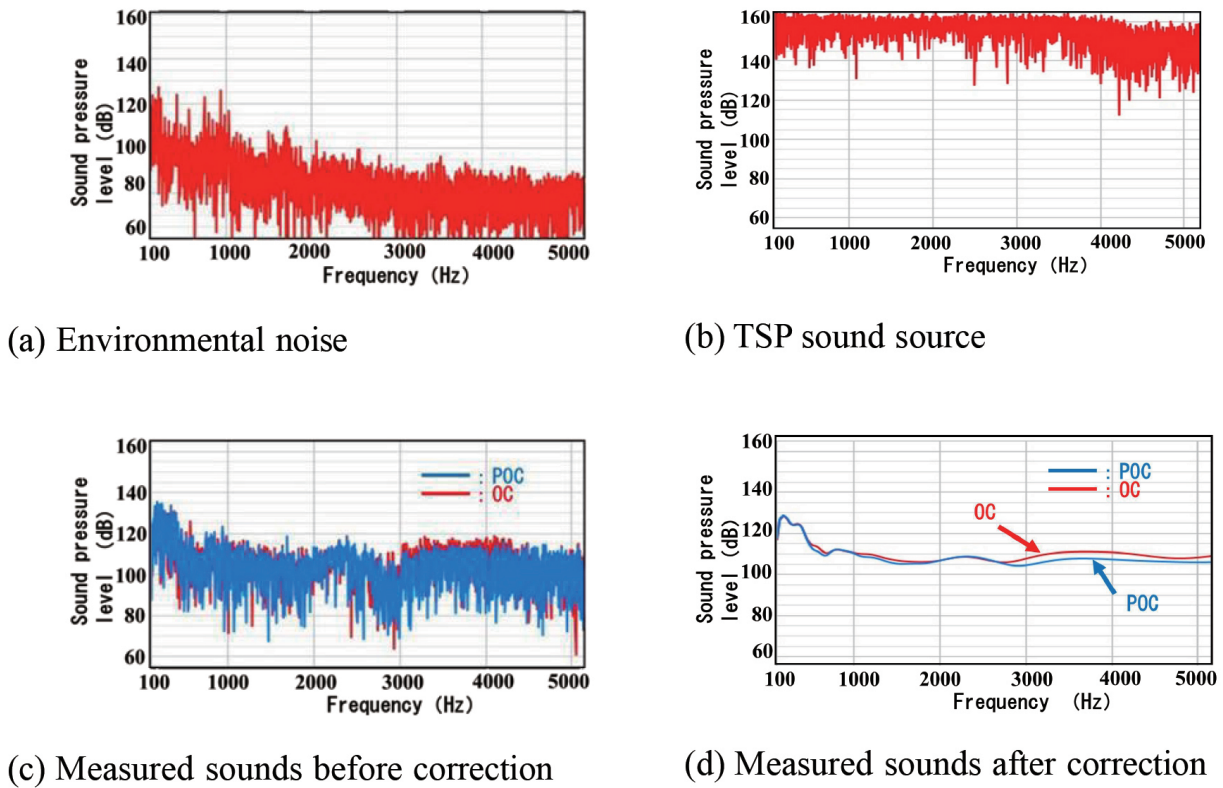 160
140
120
100
80
60
Sound pressure
level (dB)
100 1000 2000 3000 4000 5000
Frequency (Hz)
(a) Environmental noise
160
140
120
100
80
60
Sound pressure
level (dB)
100 1000 2000 3000 4000 5000
Frequency (Hz)
(b) TSP sound source
160
140
120
100
80
60
Sound pressure
level (dB)
: POC
: OC
100 1000 2000 3000 4000 5000
Frequency (Hz)
(c) Measured sounds before correction
160
140
120
100
80
60
Sound pressure
level (dB)
: POC
: OC
OC
POC
100 1000 2000 3000 4000 5000
Frequency (Hz)
(d) Measured sounds after correction